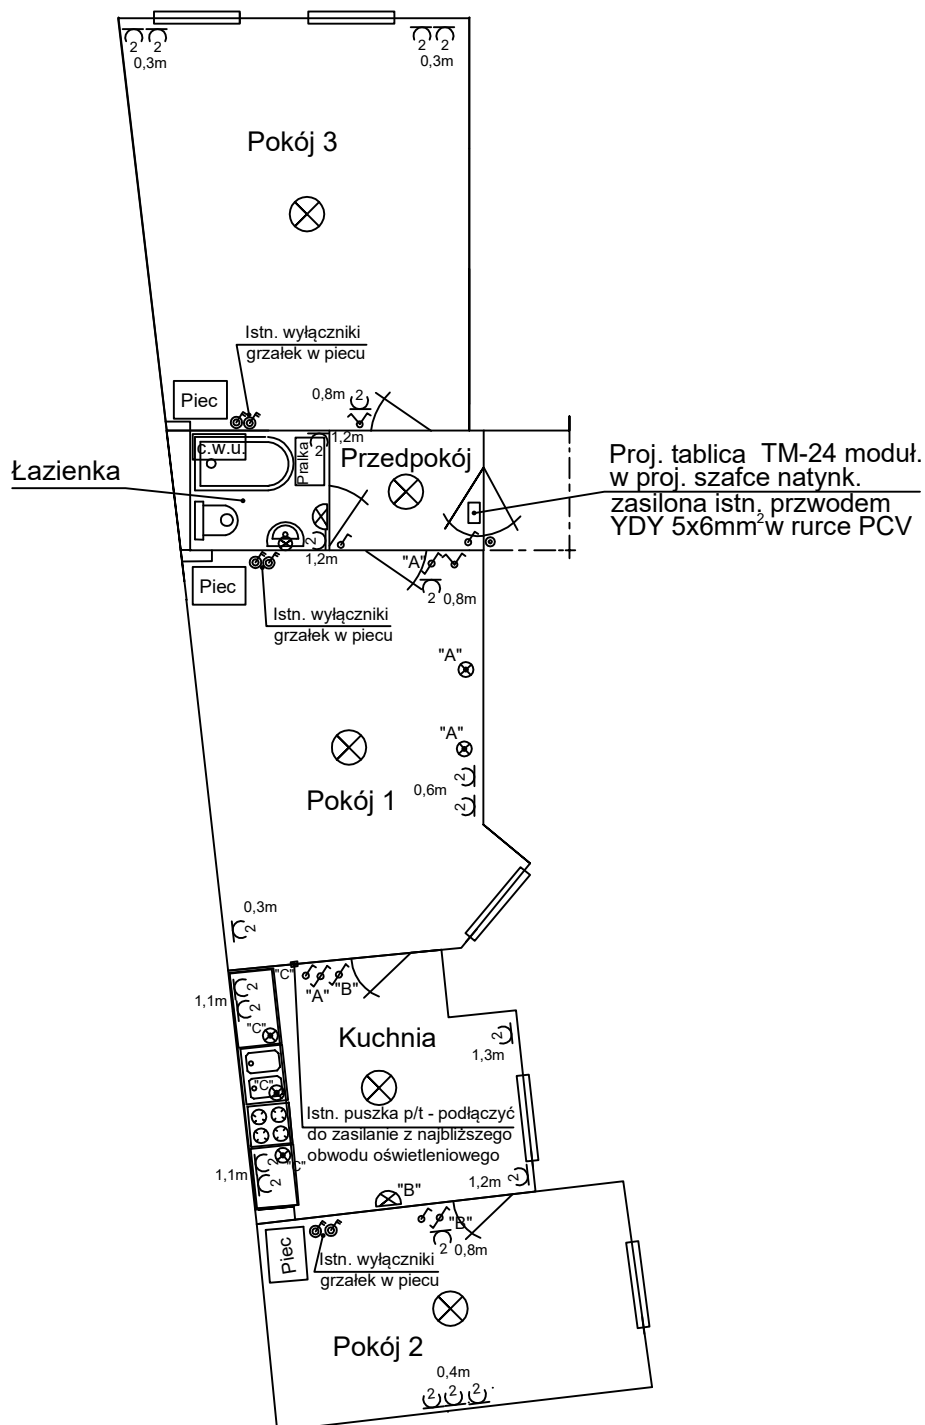 2 2
0,3m
2 2
0,3m
Pokój 3
Istn. wyłączniki
grzałek w piecu
Piec
0,8m
2
1,2m
c.w.u.
Pralka
2
Przedpokój
Łazienka
Proj. tablica TM-24 moduł.
w proj. szafce natynk.
zasilona istn. przwodem
YDY 5x6mm² w rurce PCV
2
1,2m
"A"
2
0,8m
Piec
Istn. wyłączniki
grzałek w piecu
"A"
"A"
2
0,6m
2
Pokój 1
0,3m
2
"C"
"A"
"B"
1,1m
2
2
"C"
Kuchnia
2
1,3m
"C"
Istn. puszka p/t - podłączyć
do zasilanie z najbliższego
obwodu oświetleniowego
1,1m
2
2
"C"
1,2m
2
"B"
"B"
2
0,8m
Piec
Istn. wyłączniki
grzałek w piecu
Pokój 2
0,4m
2 2 2